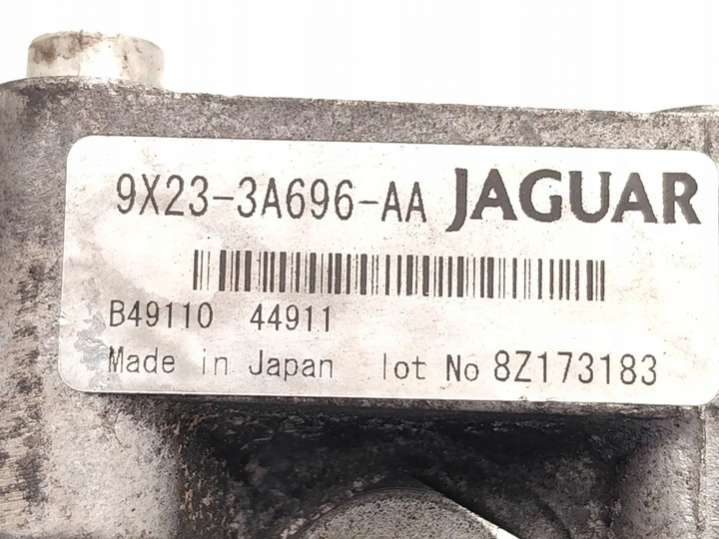 9X23-3A696-AA JAGUAR
B49110 44911
Made in Japan lot No 8Z173183